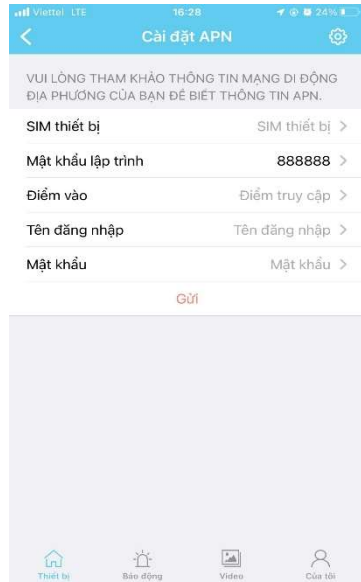 Viettel LTE 16:28 24%
Cài đặt APN
VUI LÒNG THAM KHẢO THÔNG TIN MẠNG DI ĐỘNG
ĐỊA PHƯƠNG CỦA BẠN ĐỂ BIẾT THÔNG TIN APN.
SIM thiết bị SIM thiết bị >
Mật khẩu lập trình 888888 >
Điểm vào Điểm truy cập >
Tên đăng nhập Tên đăng nhập >
Mật khẩu Mật khẩu >
Gửi
Thiết bị Báo động Video Của tôi